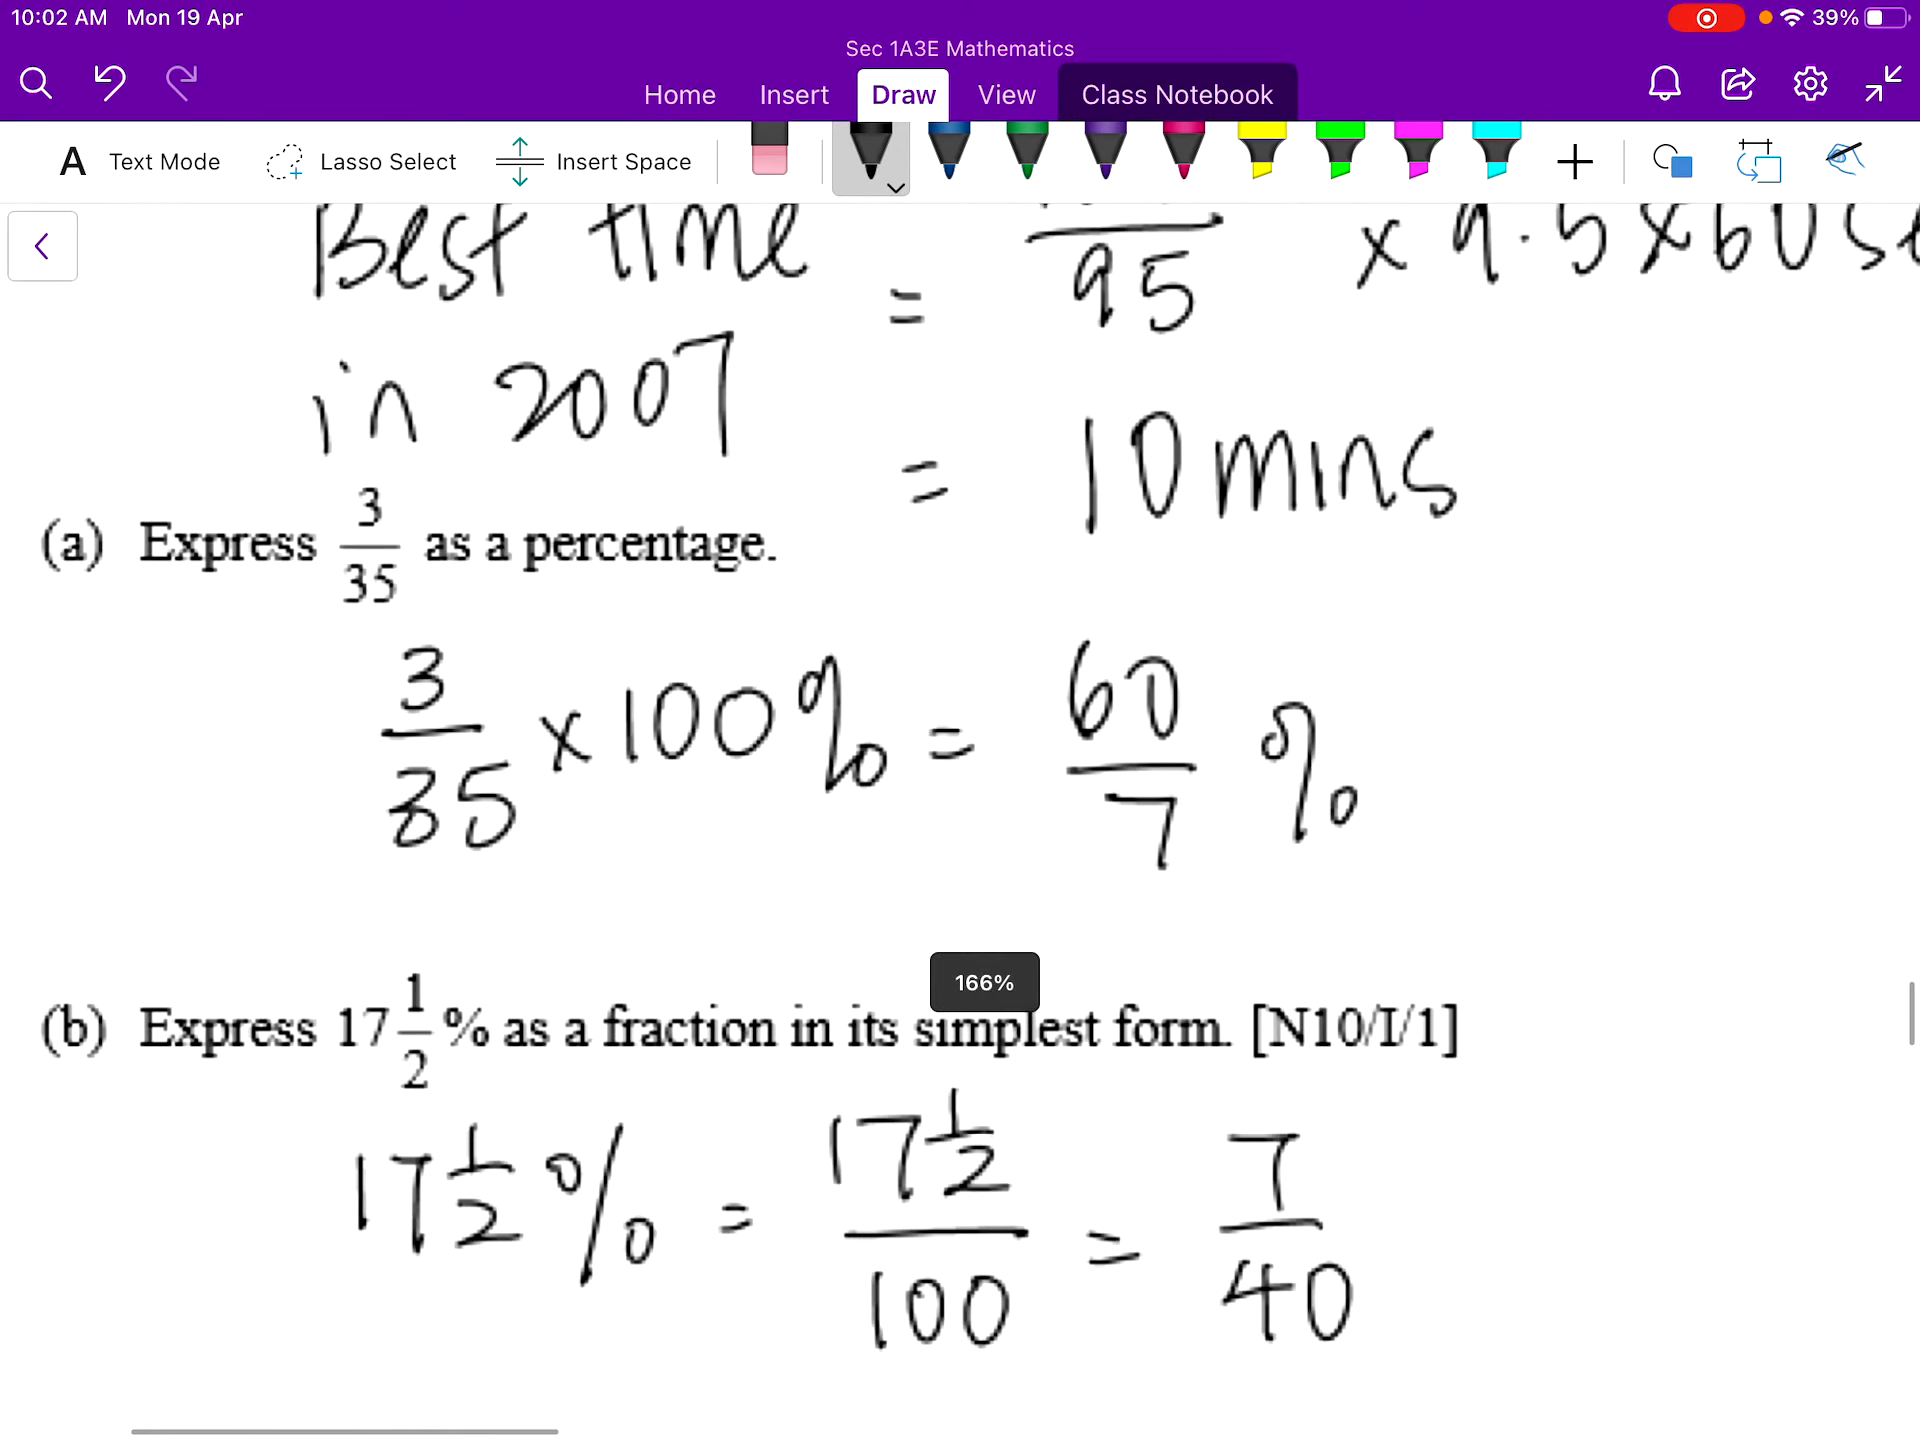 10:02 AM Mon 19 Apr 39%
Sec 1A3E Mathematics
Home Insert Draw View Class Notebook
A Text Mode Lasso Select Insert Space
Best time = /95 × 9.5 × 60
in 2007
= 10 mins
(a) Express 3/35 as a percentage.
3/35 × 100% = 60/7 %
166%
(b) Express 17 1/2 % as a fraction in its simplest form. [N10/I/1]
17 1/2 % = 17 1/2 / 100 = 7/40